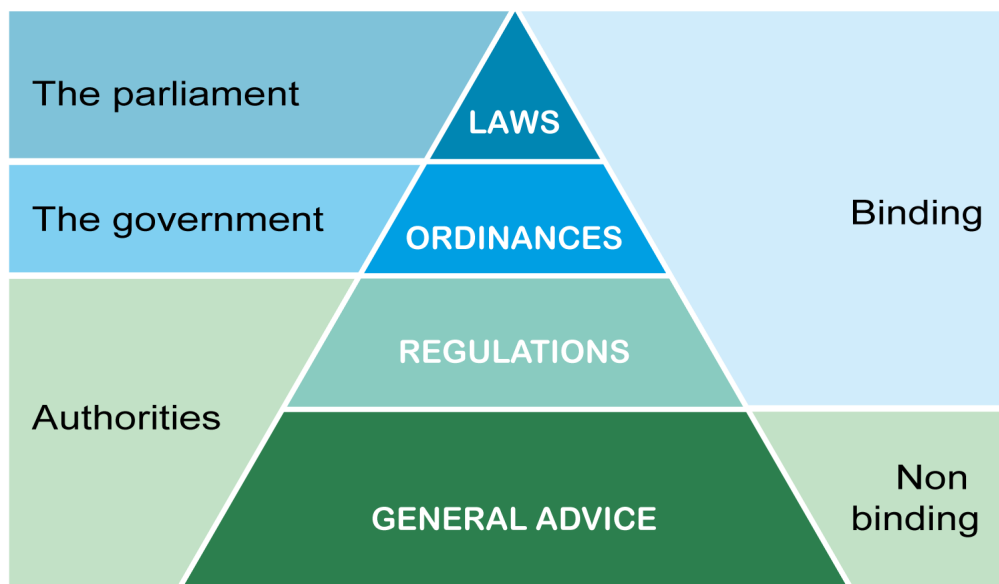 The parliament
LAWS
The government
ORDINANCES
Binding
REGULATIONS
Authorities
GENERAL ADVICE
Non
binding